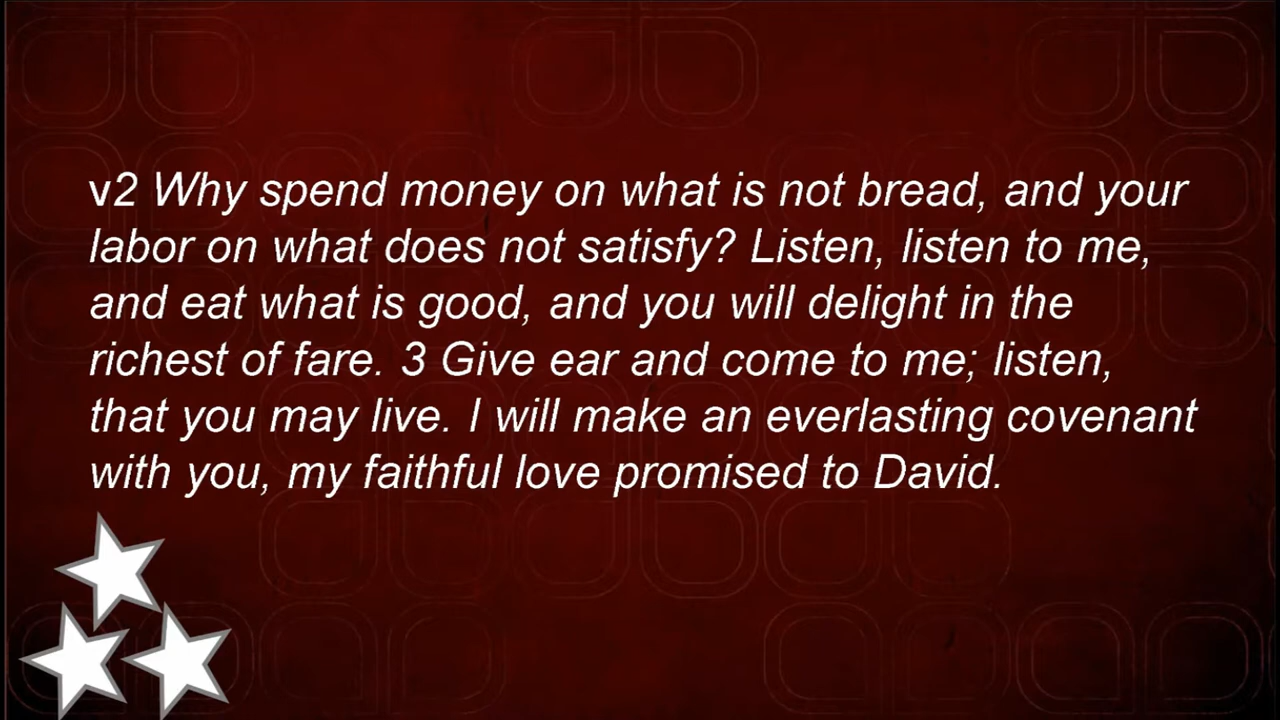 v2 Why spend money on what is not bread, and your
labor on what does not satisfy? Listen, listen to me,
and eat what is good, and you will delight in the
richest of fare. 3 Give ear and come to me; listen,
that you may live. I will make an everlasting covenant
with you, my faithful love promised to David.